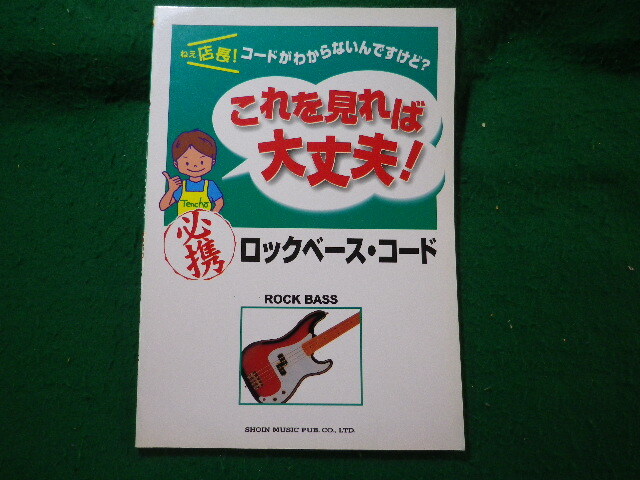 ねえ 店長! コードがわからないんですけど?
これを見れば
大丈夫!
Tencho
必
携
ロックベース・コード
ROCK BASS
SHOIN MUSIC PUB. CO., LTD.